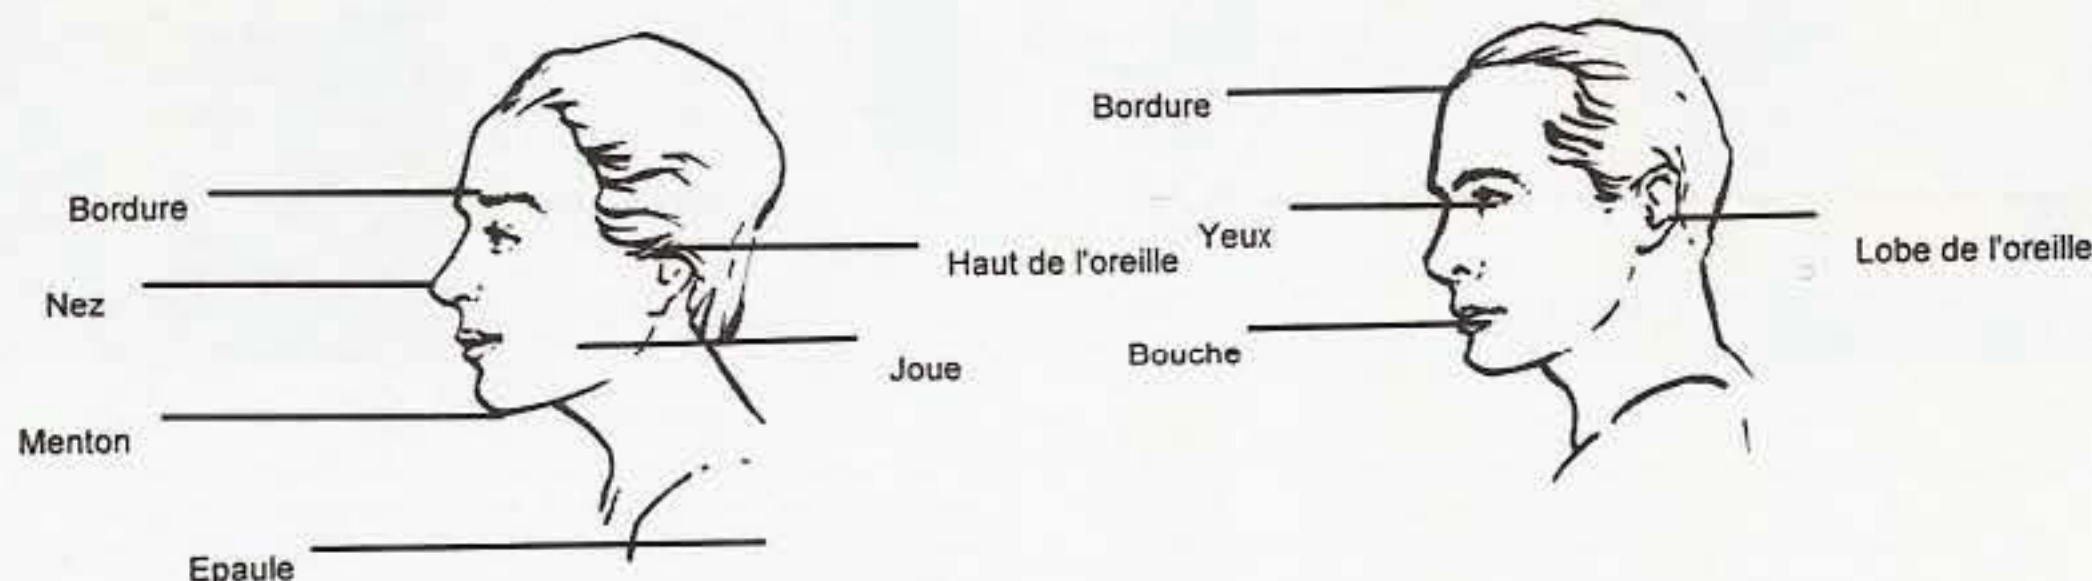 Bordure
Nez
Menton
Epaule
Haut de l'oreille
Joue
Bordure
Yeux
Bouche
Lobe de l'oreille